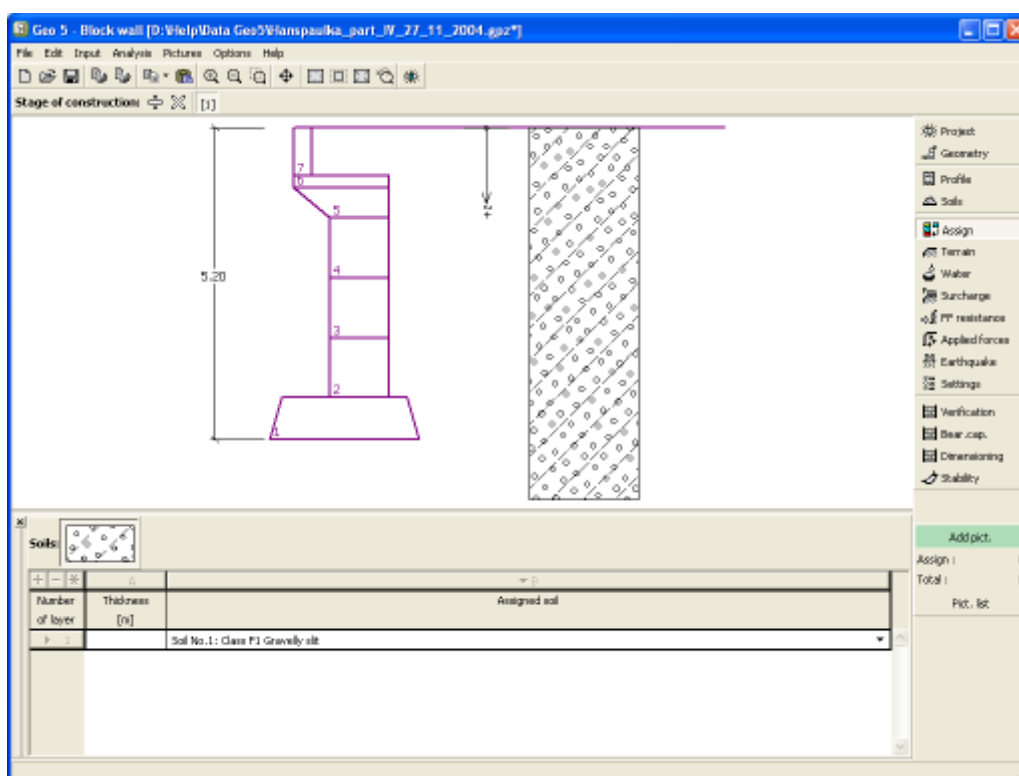 Geo 5 - Block wall [D:\Help\Data Geo5\Hanspaulka_part_IV_27_11_2004.gpz*]
File Edit Input Analysis Pictures Options Help
Stage of construction: [1]
Project
Geometry
Profile
Soils
Assign
Terrain
Water
Surcharge
FF resistance
Applied forces
Earthquake
Settings
Verification
Bear.cap.
Dimensioning
Stability
7
6
5
4
3
2
1
5.20
+z
Add pict.
Assign :
Total :
Pict. list
Soils:
Number of layer
Thickness [m]
Assigned soil
1
Soil No.1: Class F1 Gravelly silt